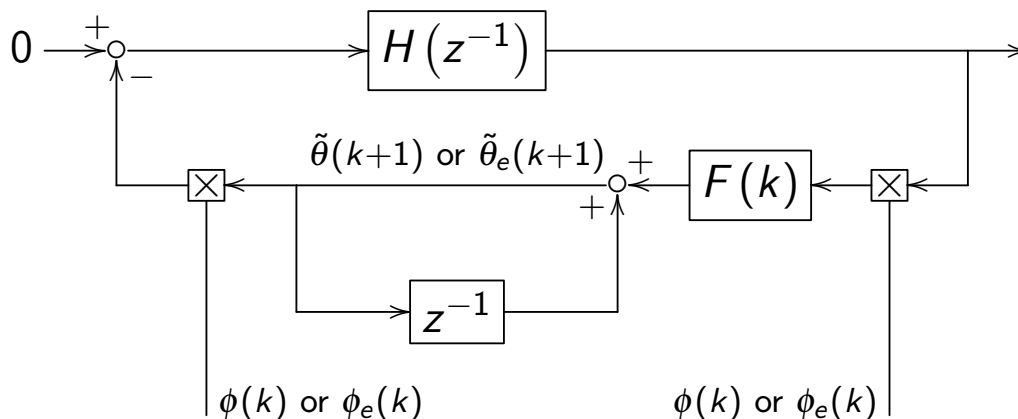 0
+
−
H(z⁻¹)
θ̃(k+1) or θ̃ₑ(k+1)
+
+
F(k)
×
×
z⁻¹
ϕ(k) or ϕₑ(k)
ϕ(k) or ϕₑ(k)